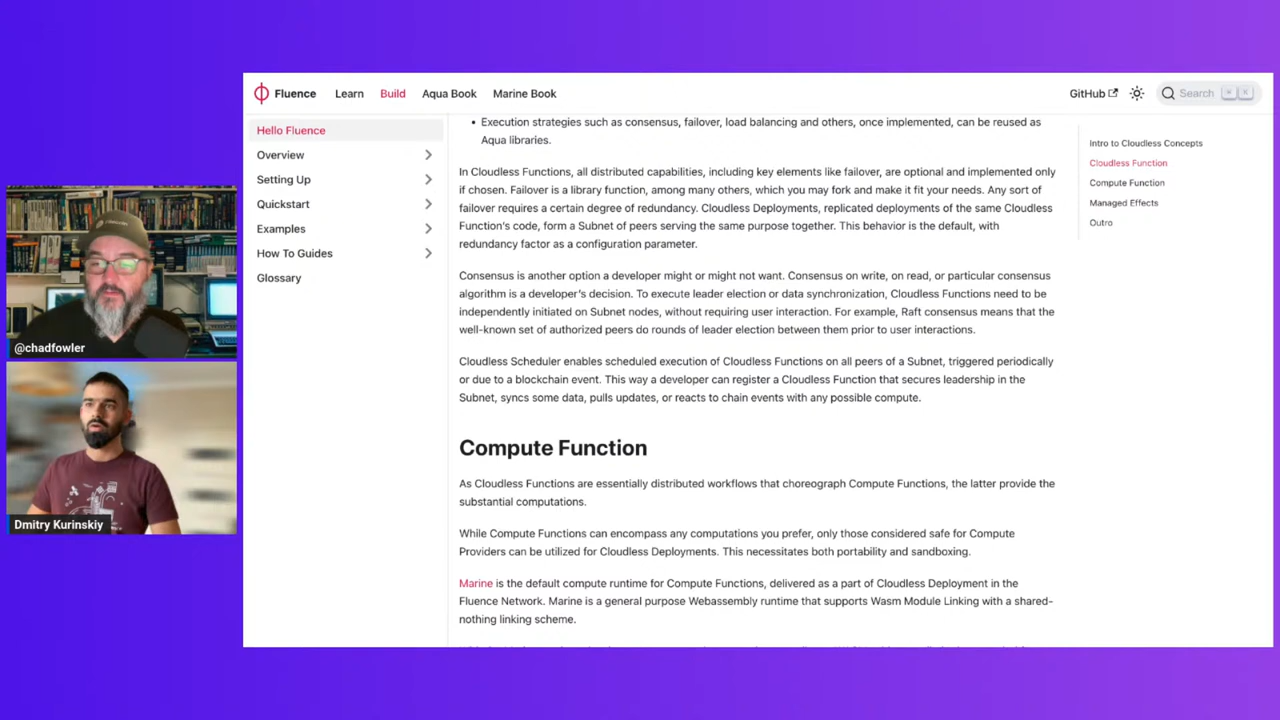 Fluence Learn Build Aqua Book Marine Book GitHub Search
Hello Fluence
Overview
Setting Up
Quickstart
Examples
How To Guides
Glossary
• Execution strategies such as consensus, failover, load balancing and others, once implemented, can be reused as
Aqua libraries.
In Cloudless Functions, all distributed capabilities, including key elements like failover, are optional and implemented only
if chosen. Failover is a library function, among many others, which you may fork and make it fit your needs. Any sort of
failover requires a certain degree of redundancy. Cloudless Deployments, replicated deployments of the same Cloudless
Function's code, form a Subnet of peers serving the same purpose together. This behavior is the default, with
redundancy factor as a configuration parameter.
Consensus is another option a developer might or might not want. Consensus on write, on read, or particular consensus
algorithm is a developer's decision. To execute leader election or data synchronization, Cloudless Functions need to be
independently initiated on Subnet nodes, without requiring user interaction. For example, Raft consensus means that the
well-known set of authorized peers do rounds of leader election between them prior to user interactions.
Cloudless Scheduler enables scheduled execution of Cloudless Functions on all peers of a Subnet, triggered periodically
or due to a blockchain event. This way a developer can register a Cloudless Function that secures leadership in the
Subnet, syncs some data, pulls updates, or reacts to chain events with any possible compute.
Compute Function
As Cloudless Functions are essentially distributed workflows that choreograph Compute Functions, the latter provide the
substantial computations.
While Compute Functions can encompass any computations you prefer, only those considered safe for Compute
Providers can be utilized for Cloudless Deployments. This necessitates both portability and sandboxing.
Marine is the default compute runtime for Compute Functions, delivered as a part of Cloudless Deployment in the
Fluence Network. Marine is a general purpose Webassembly runtime that supports Wasm Module Linking with a shared-
nothing linking scheme.
Intro to Cloudless Concepts
Cloudless Function
Compute Function
Managed Effects
Outro
@chadfowler
Dmitry Kurinskiy